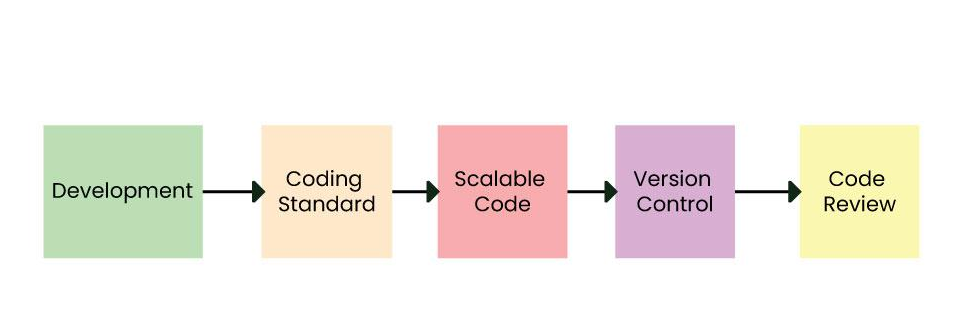 Development
Coding
Standard
Scalable
Code
Version
Control
Code
Review